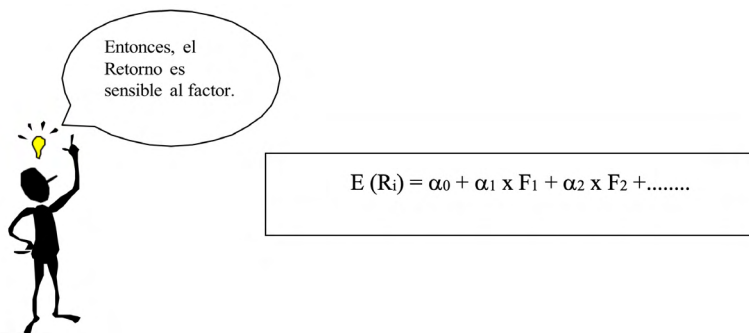 Entonces, el
Retorno es
sensible al factor.
E (Rᵢ) = α₀ + α₁ x F₁ + α₂ x F₂ +........